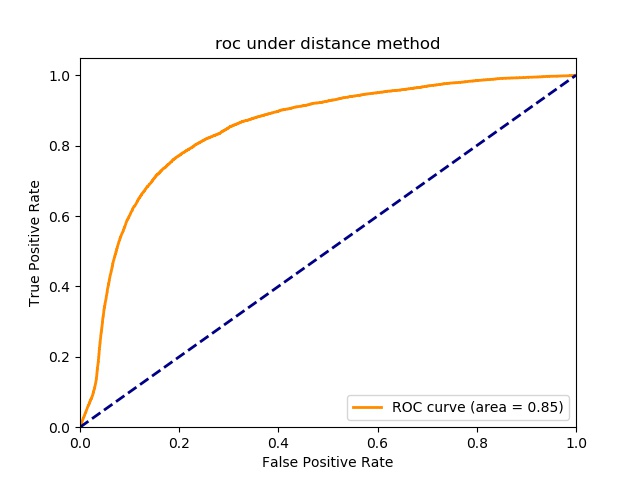 roc under distance method
1.0
0.8
0.6
0.4
0.2
0.0
True Positive Rate
ROC curve (area = 0.85)
0.0 0.2 0.4 0.6 0.8 1.0
False Positive Rate